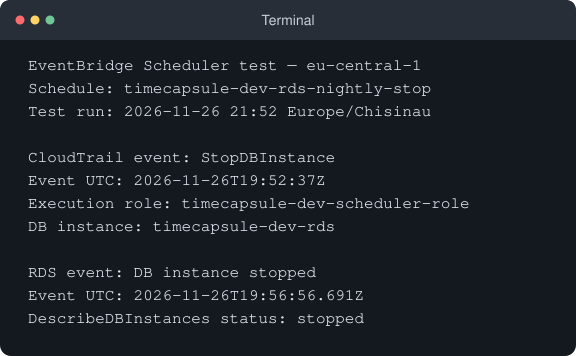 Terminal
EventBridge Scheduler test — eu-central-1
Schedule: timecapsule-dev-rds-nightly-stop
Test run: 2026-11-26 21:52 Europe/Chisinau
CloudTrail event: StopDBInstance
Event UTC: 2026-11-26T19:52:37Z
Execution role: timecapsule-dev-scheduler-role
DB instance: timecapsule-dev-rds
RDS event: DB instance stopped
Event UTC: 2026-11-26T19:56:56.691Z
DescribeDBInstances status: stopped